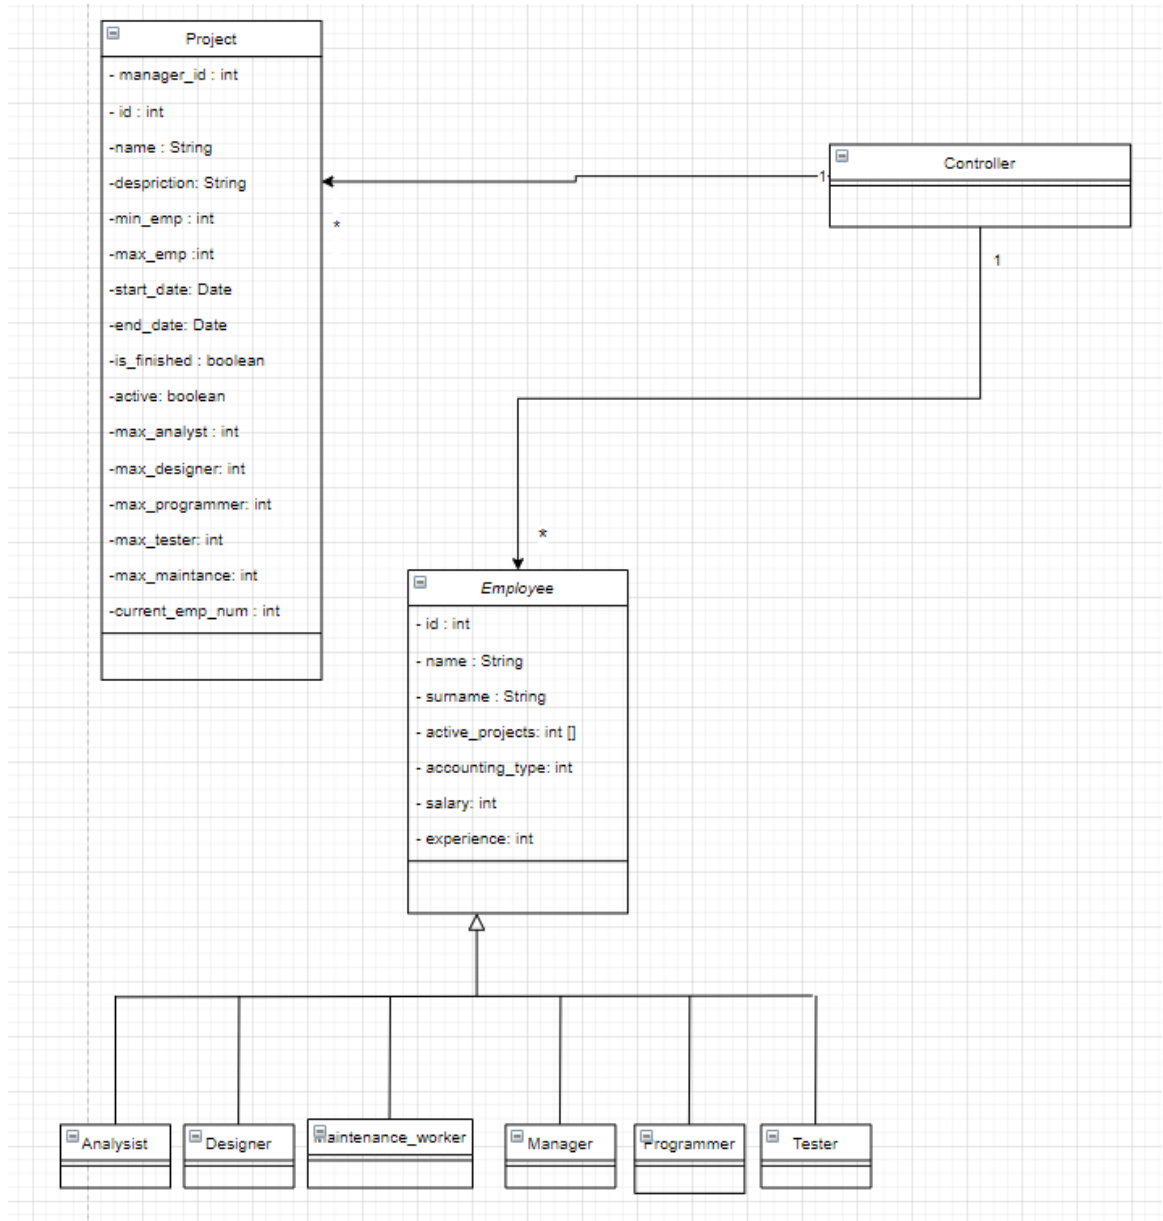 Project
- manager_id : int
- id : int
-name : String
-despriction: String
-min_emp : int
-max_emp :int
-start_date: Date
-end_date: Date
-is_finished : boolean
-active: boolean
-max_analyst : int
-max_designer: int
-max_programmer: int
-max_tester: int
-max_maintance: int
-current_emp_num : int
*
1
Controller
1
*
Employee
- id : int
- name : String
- surname : String
- active_projects: int []
- accounting_type: int
- salary: int
- experience: int
Analysist
Designer
Maintenance_worker
Manager
Programmer
Tester